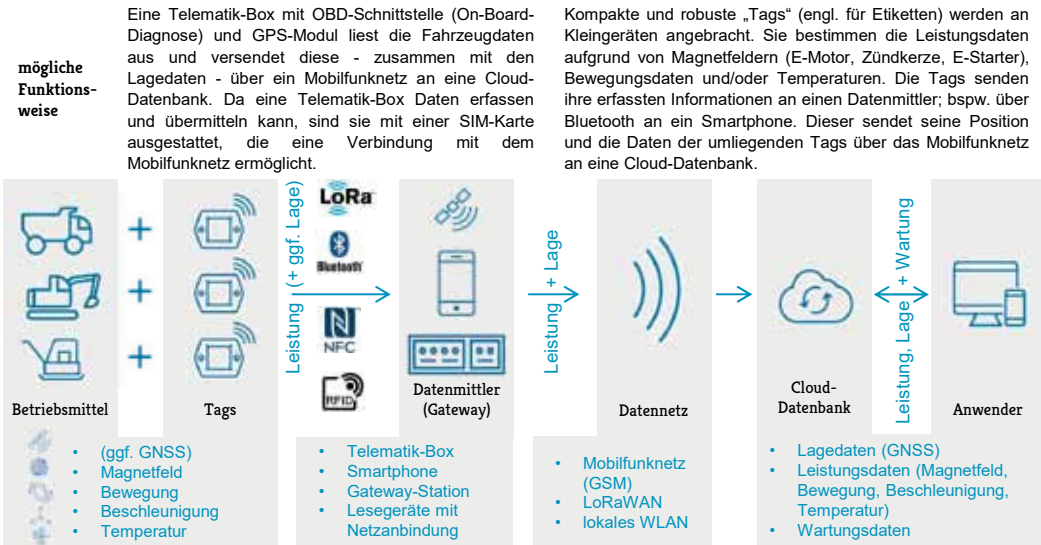 mögliche
Funktions-
weise
Eine Telematik-Box mit OBD-Schnittstelle (On-Board-
Diagnose) und GPS-Modul liest die Fahrzeugdaten
aus und versendet diese - zusammen mit den
Lagedaten - über ein Mobilfunknetz an eine Cloud-
Datenbank. Da eine Telematik-Box Daten erfassen
und übermitteln kann, sind sie mit einer SIM-Karte
ausgestattet, die eine Verbindung mit dem
Mobilfunknetz ermöglicht.
Kompakte und robuste „Tags“ (engl. für Etiketten) werden an
Kleingeräten angebracht. Sie bestimmen die Leistungsdaten
aufgrund von Magnetfeldern (E-Motor, Zündkerze, E-Starter),
Bewegungsdaten und/oder Temperaturen. Die Tags senden
ihre erfassten Informationen an einen Datenmittler; bspw. über
Bluetooth an ein Smartphone. Dieser sendet seine Position
und die Daten der umliegenden Tags über das Mobilfunknetz
an eine Cloud-Datenbank.
Betriebsmittel
Tags
Leistung (+ ggf. Lage)
LoRa
Bluetooth
NFC
RFID
Datenmittler
(Gateway)
Leistung + Lage
Datennetz
Cloud-
Datenbank
Leistung, Lage + Wartung
Anwender
• (ggf. GNSS)
• Magnetfeld
• Bewegung
• Beschleunigung
• Temperatur
• Telematik-Box
• Smartphone
• Gateway-Station
• Lesegeräte mit
Netzanbindung
• Mobilfunknetz
(GSM)
• LoRaWAN
• lokales WLAN
• Lagedaten (GNSS)
• Leistungsdaten (Magnetfeld,
Bewegung, Beschleunigung,
Temperatur)
• Wartungsdaten